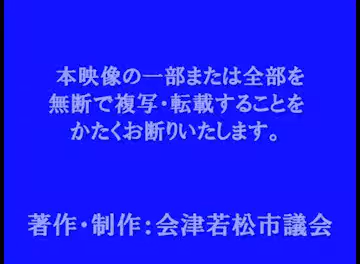 本映像の一部または全部を
無断で複写・転載することを
かたくお断りいたします。
著作・制作：会津若松市議会